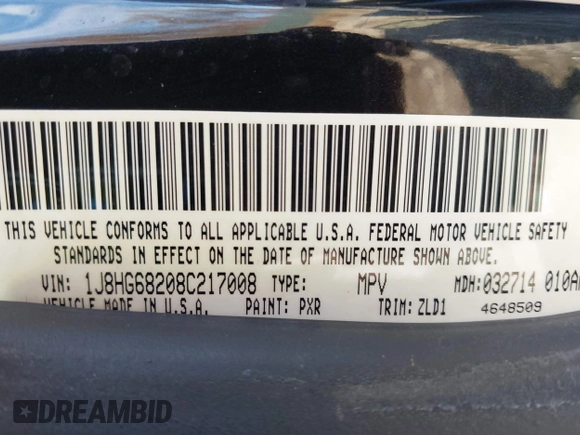 THIS VEHICLE CONFORMS TO ALL APPLICABLE U.S.A. FEDERAL MOTOR VEHICLE SAFETY
STANDARDS IN EFFECT ON THE DATE OF MANUFACTURE SHOWN ABOVE.
VIN: 1J8HG68208C217008 TYPE: MPV MDH: 032714 010A
VEHICLE MADE IN U.S.A. PAINT: PXR TRIM: ZLD1 4648509
DREAMBID